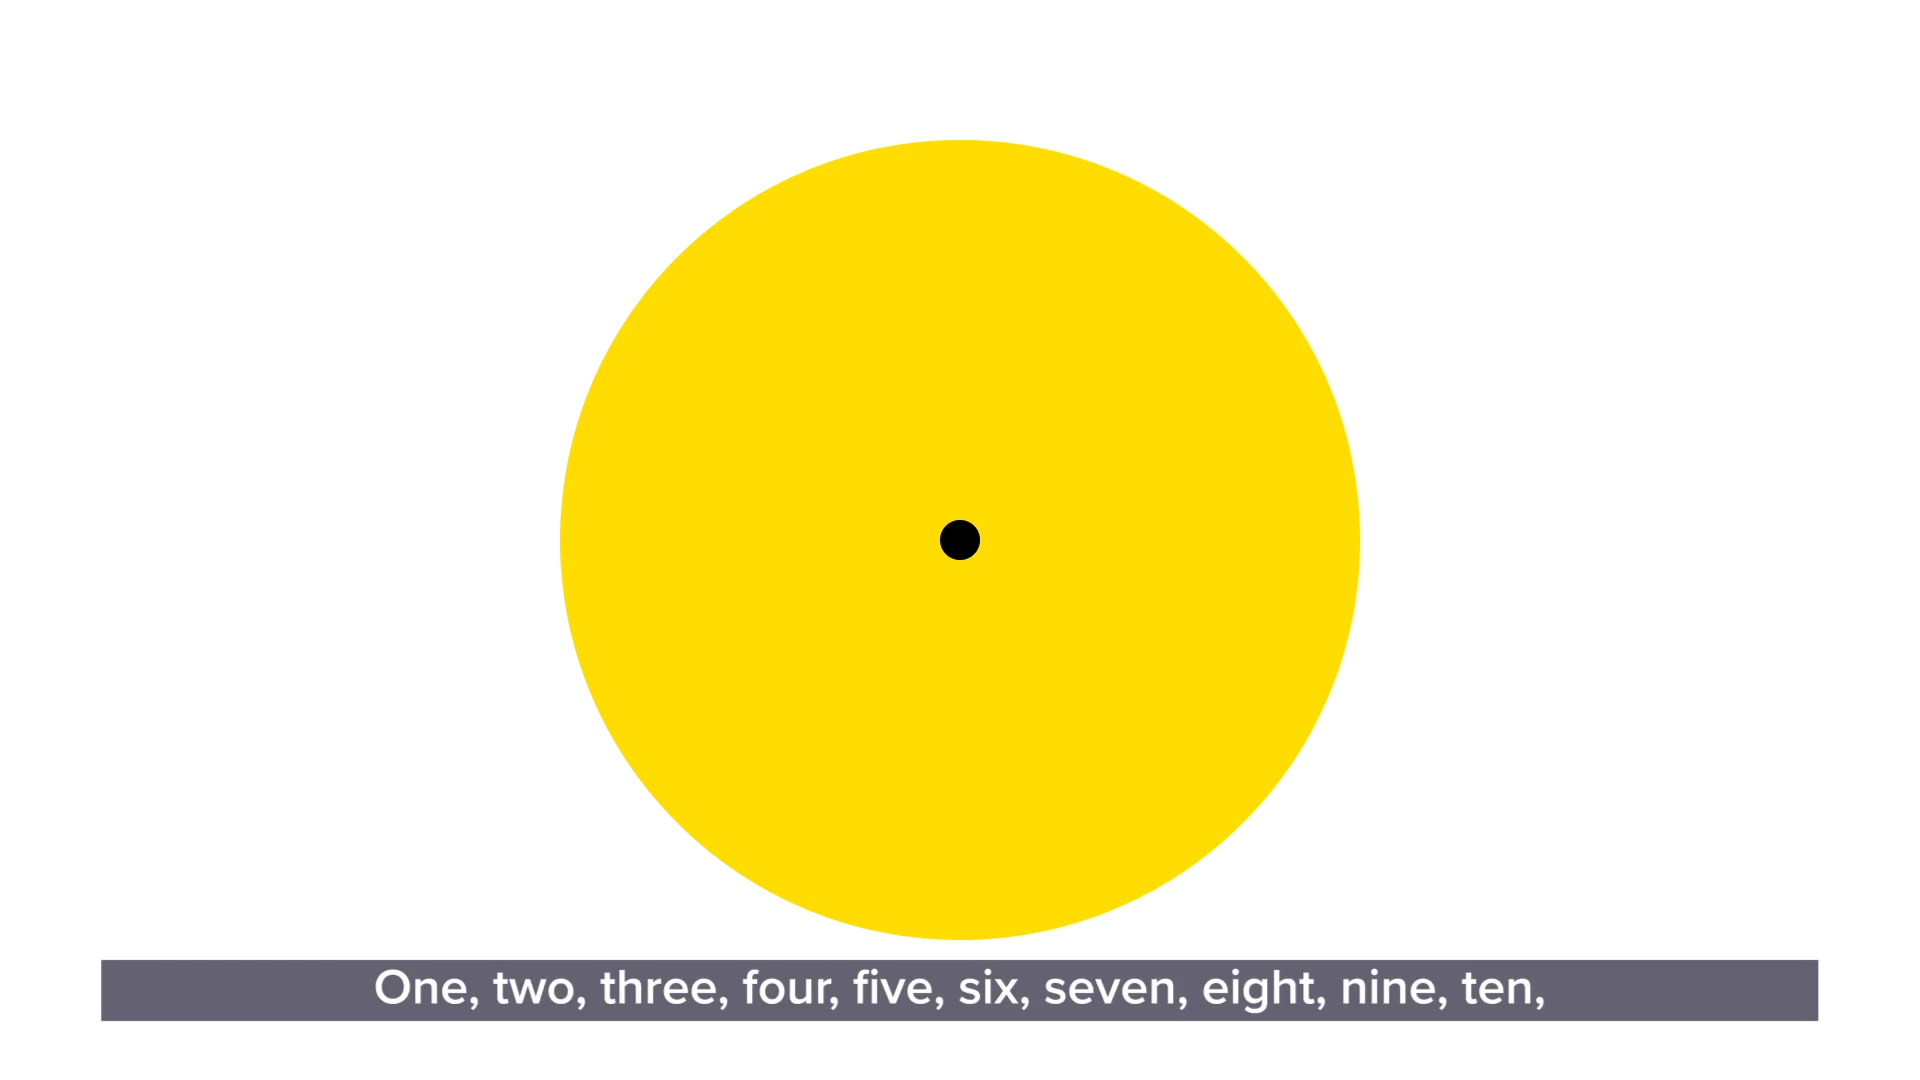 One, two, three, four, five, six, seven, eight, nine, ten,